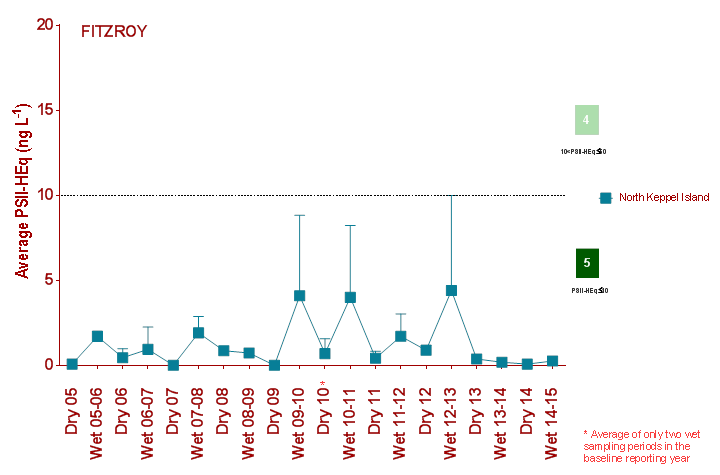 FITZROY
Average PSII-HEq (ng L-1)
20
15
10
5
0
Dry 05
Wet 05-06
Dry 06
Wet 06-07
Dry 07
Wet 07-08
Dry 08
Wet 08-09
Dry 09
Wet 09-10
Dry 10*
Wet 10-11
Dry 11
Wet 11-12
Dry 12
Wet 12-13
Dry 13
Wet 13-14
Dry 14
Wet 14-15
4
North Keppel Island
5
* Average of only two wet
sampling periods in the
baseline reporting year